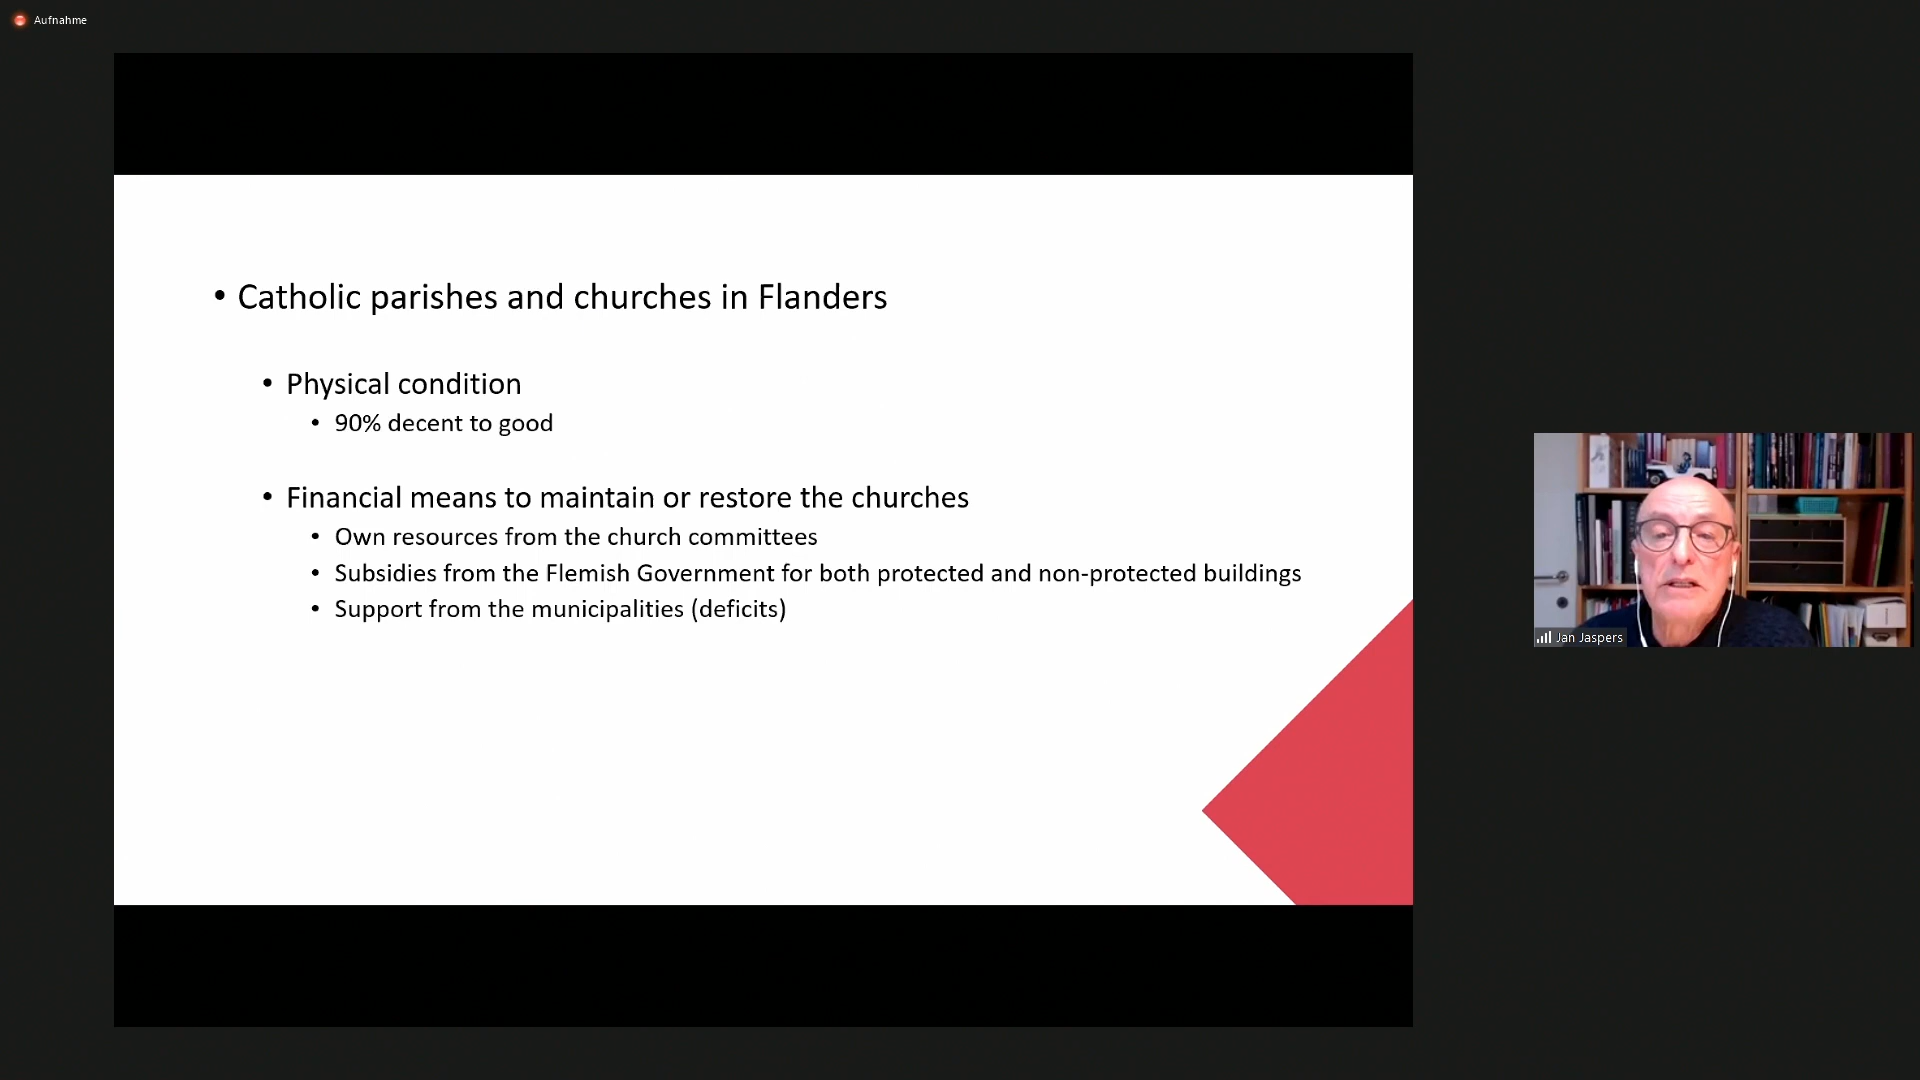 Aufnahme
• Catholic parishes and churches in Flanders
• Physical condition
• 90% decent to good
• Financial means to maintain or restore the churches
• Own resources from the church committees
• Subsidies from the Flemish Government for both protected and non-protected buildings
• Support from the municipalities (deficits)
Jan Jaspers